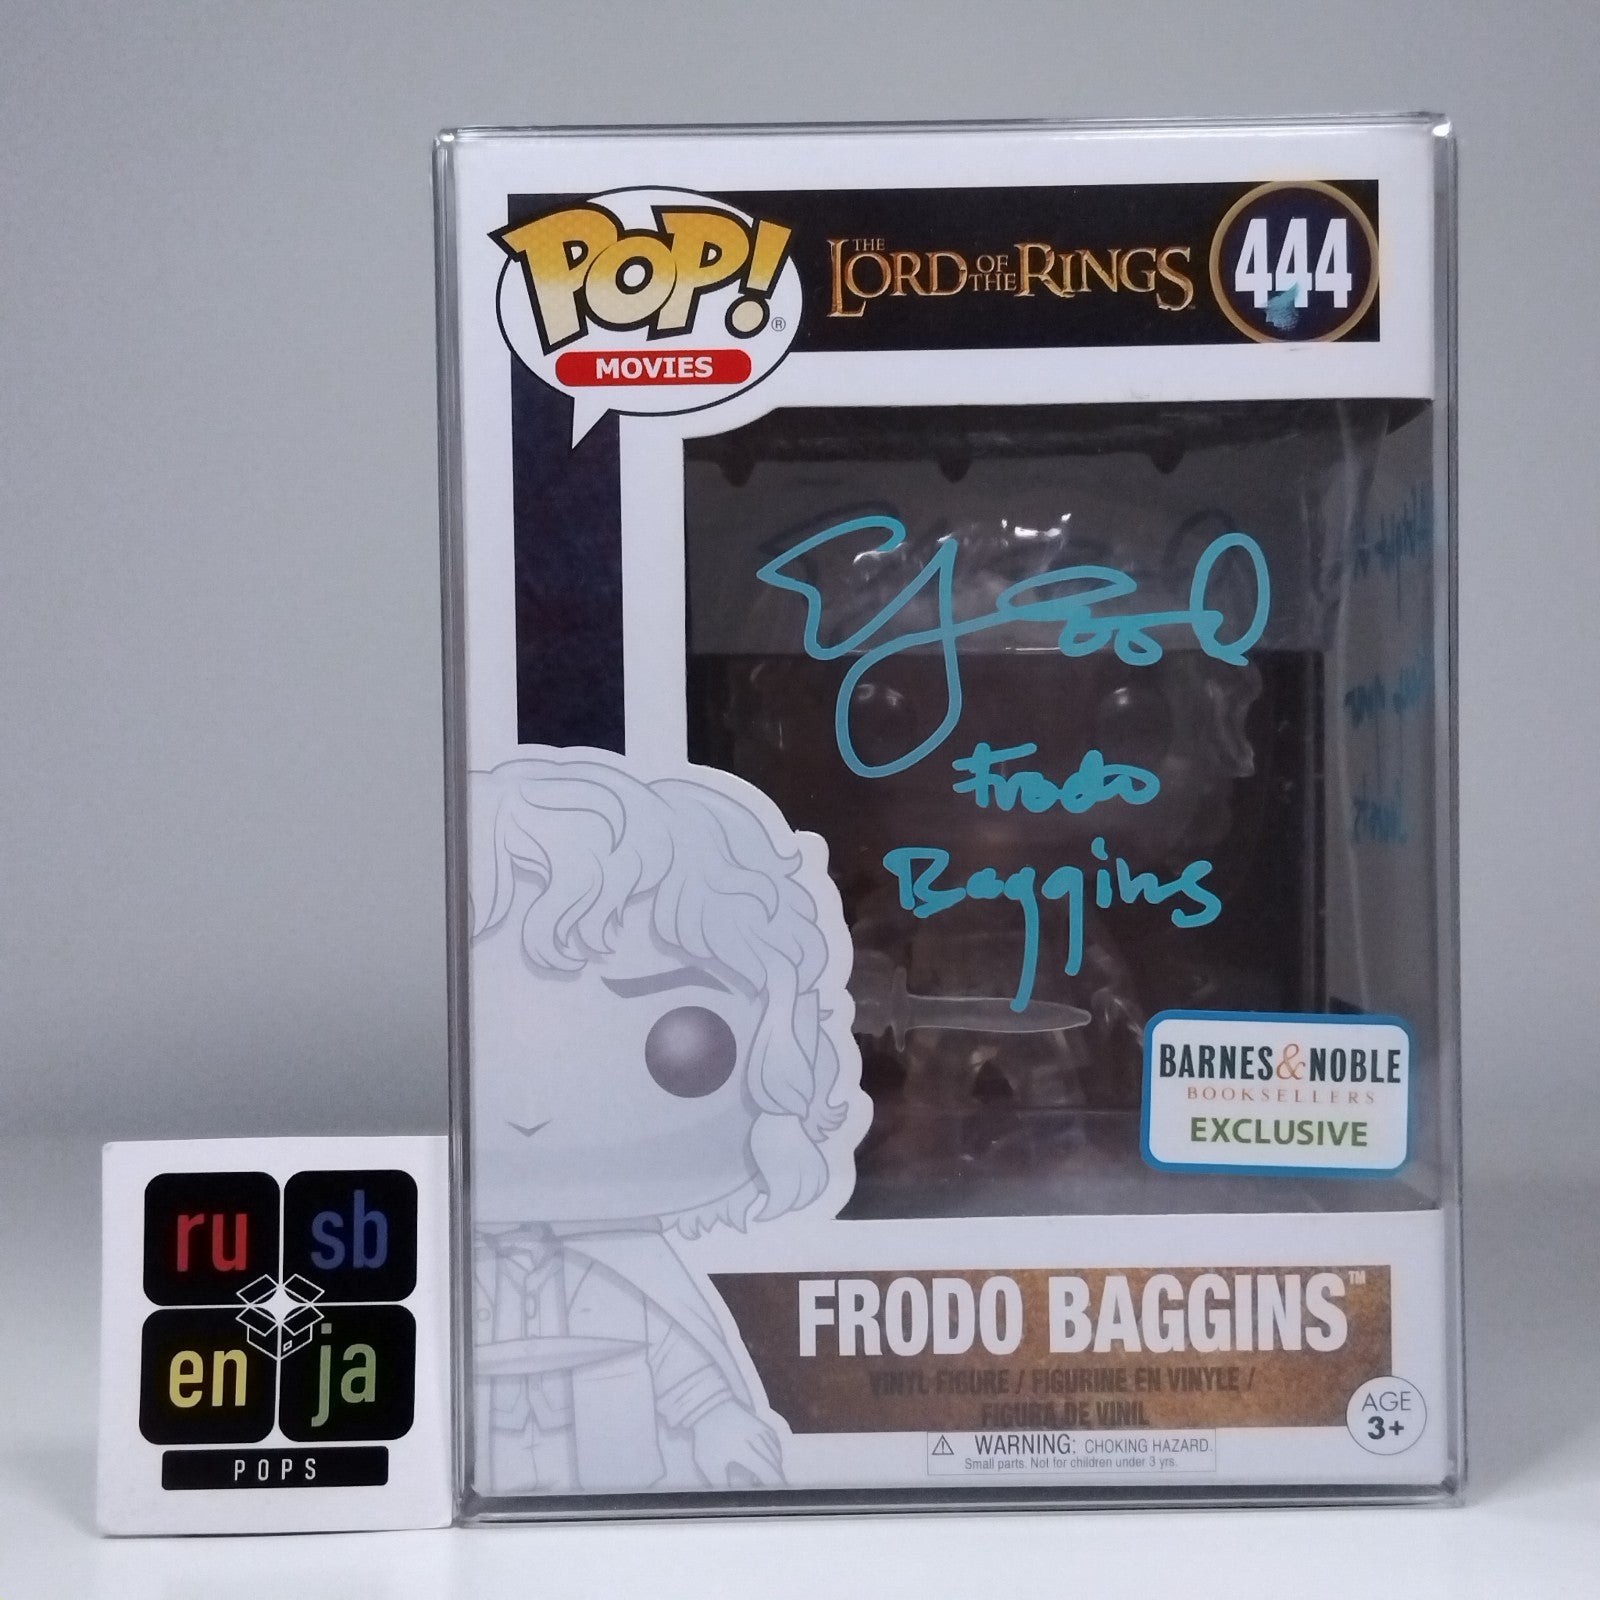 POP!®
MOVIES
THE LORD OF THE RINGS™
444
Frodo
Baggins
BARNES & NOBLE
BOOKSELLERS
EXCLUSIVE
FRODO BAGGINS™
VINYL FIGURE / FIGURINE EN VINYLE /
FIGURA DE VINIL
WARNING: CHOKING HAZARD.
Small parts. Not for children under 3 yrs.
AGE
3+
ru sb
en ja
POPS